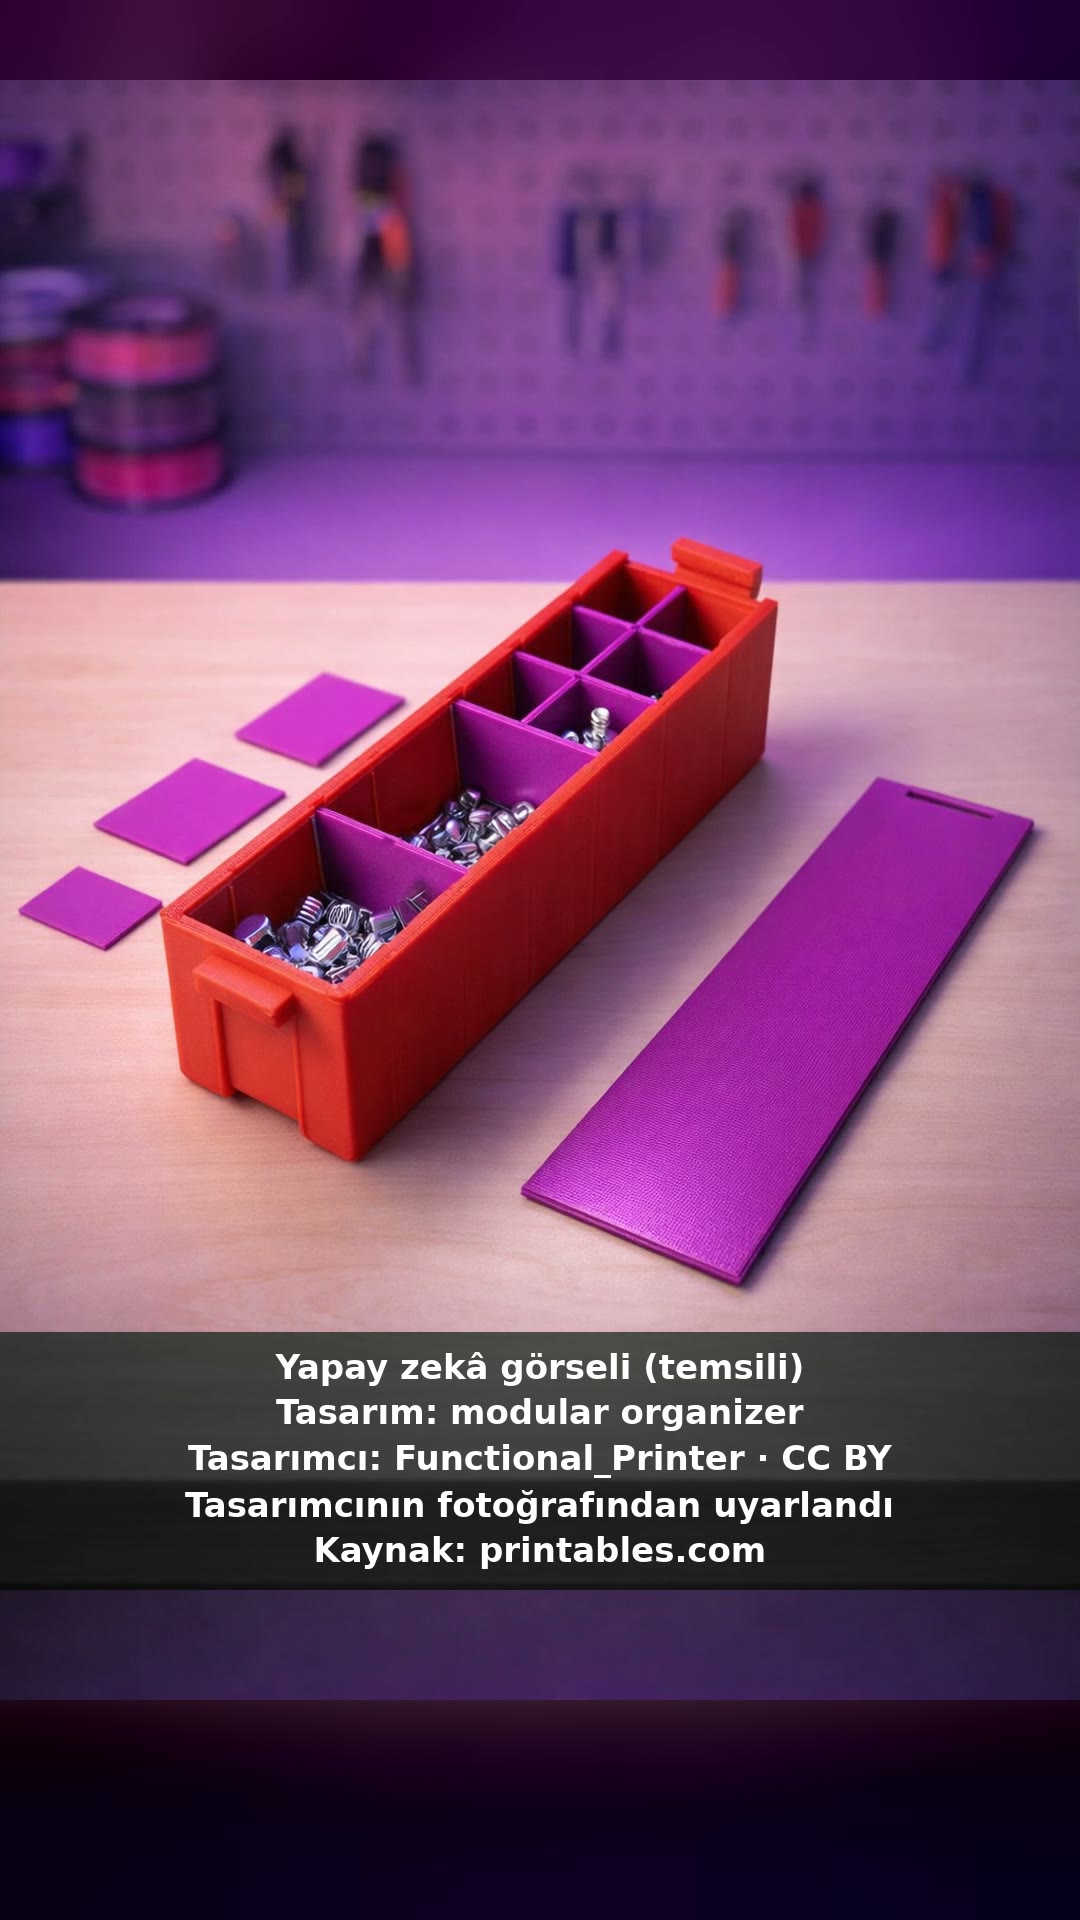 Yapay zekâ görseli (temsili)
Tasarım: modular organizer
Tasarımcı: Functional_Printer · CC BY
Tasarımcının fotoğrafından uyarlandı
Kaynak: printables.com